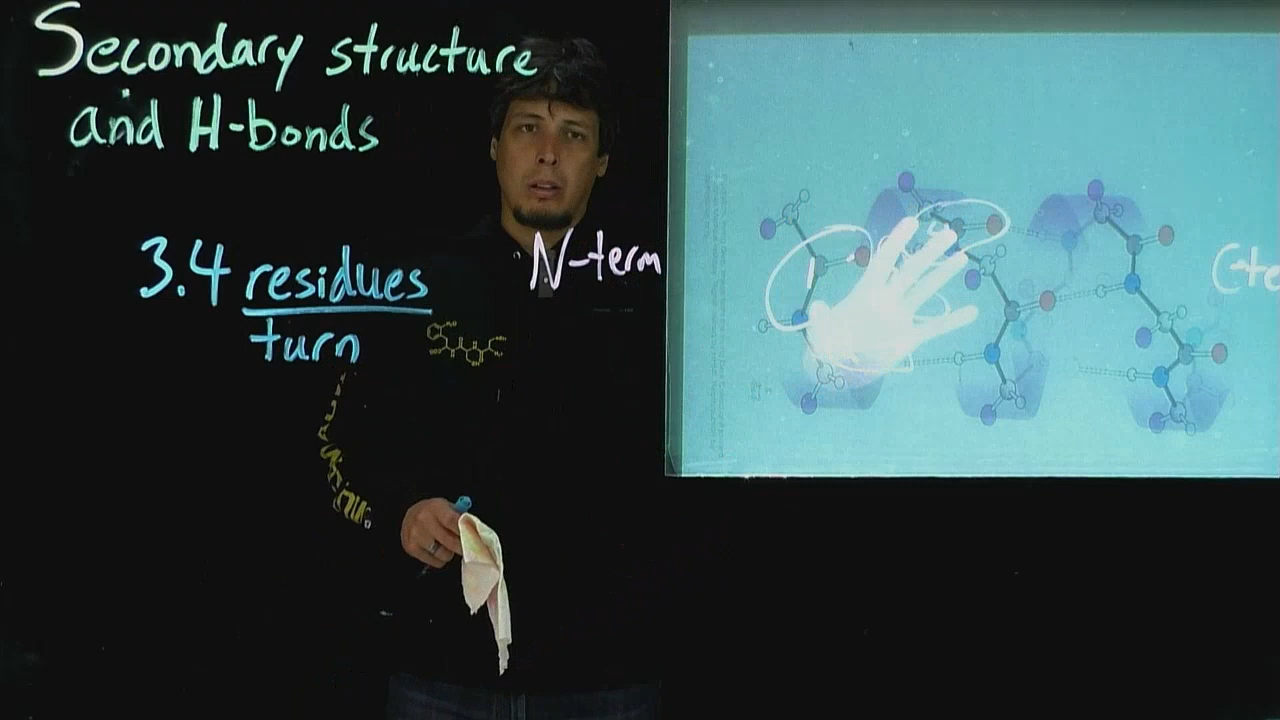 Secondary structure
and H-bonds
3.4 residues
turn
N-term